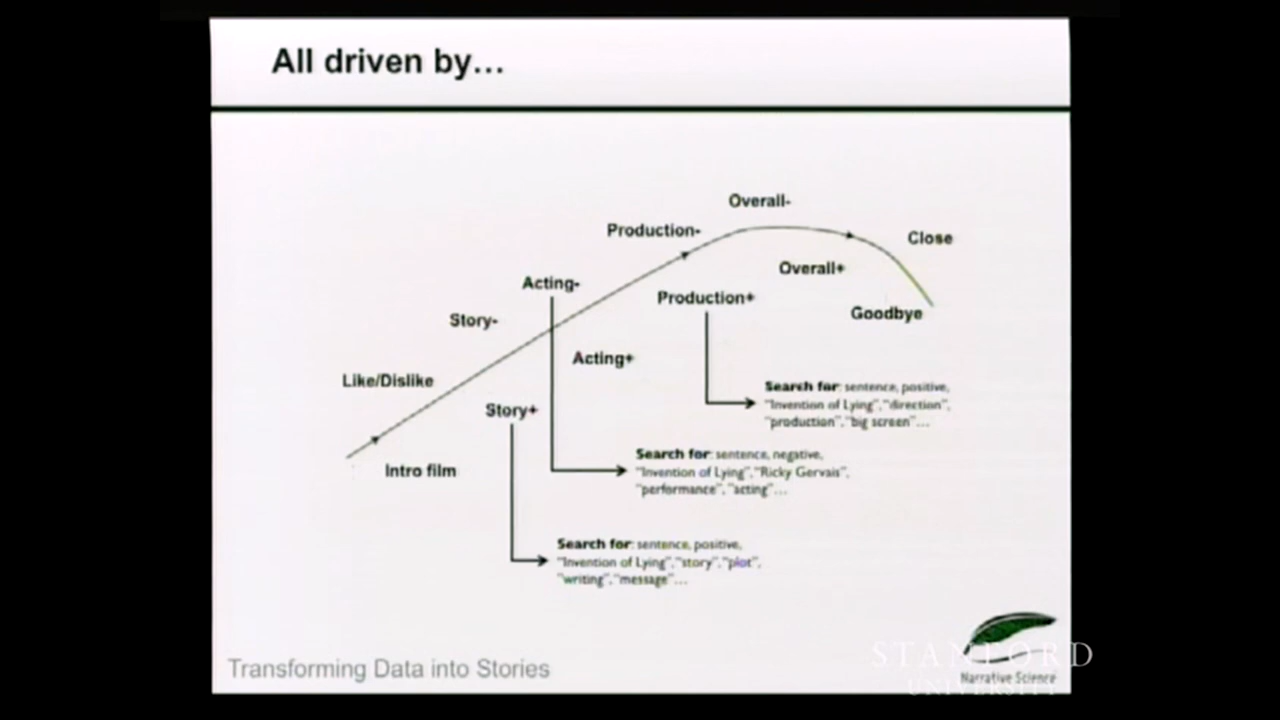 All driven by...
Overall-
Production-
Close
Overall+
Acting-
Production+
Goodbye
Story-
Acting+
Like/Dislike
Search for: sentence, positive,
"Invention of Lying", "direction",
"production", "big screen"...
Story+
Search for: sentence, negative,
"Invention of Lying", "Ricky Gervais",
"performance", "acting"...
Intro film
Search for: sentence, positive,
"Invention of Lying", "story", "plot",
"writing", "message"...
Transforming Data into Stories
STANFORD
UNIVERSITY
Narrative Science